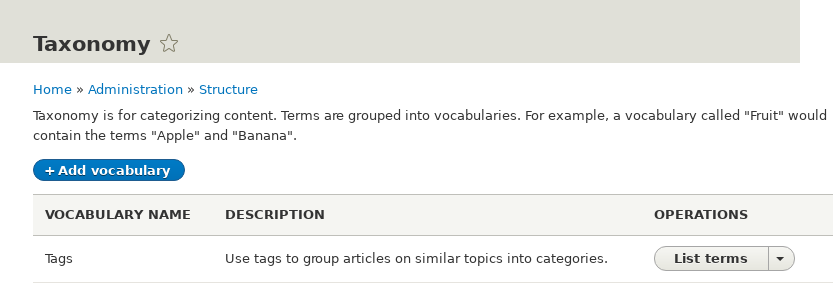 Taxonomy
Home » Administration » Structure
Taxonomy is for categorizing content. Terms are grouped into vocabularies. For example, a vocabulary called "Fruit" would
contain the terms "Apple" and "Banana".
+ Add vocabulary
VOCABULARY NAME DESCRIPTION OPERATIONS
Tags Use tags to group articles on similar topics into categories. List terms